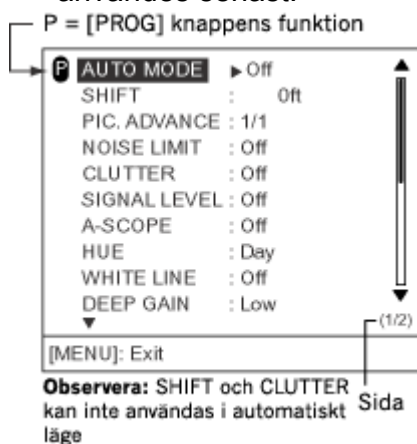 P = [PROG] knappens funktion
P AUTO MODE ▶ Off
SHIFT : 0ft
PIC. ADVANCE : 1/1
NOISE LIMIT : Off
CLUTTER : Off
SIGNAL LEVEL : Off
A-SCOPE : Off
HUE : Day
WHITE LINE : Off
DEEP GAIN : Low
(1/2)
[MENU]: Exit
Observera: SHIFT och CLUTTER
kan inte användas i automatiskt
läge
Sida